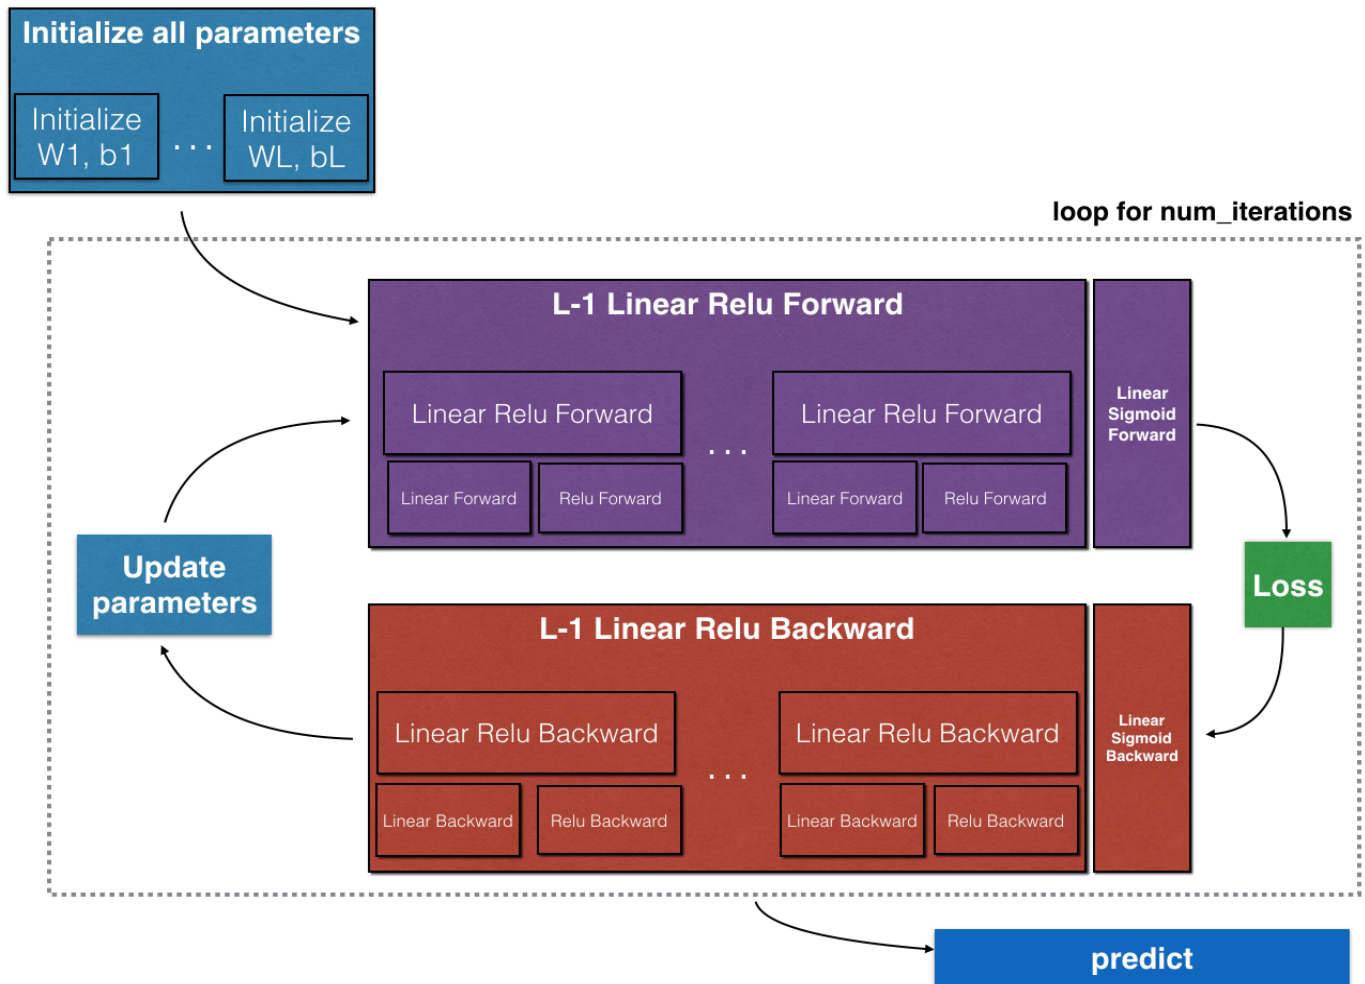 Initialize all parameters
Initialize
W1, b1
. . .
Initialize
WL, bL
loop for num_iterations
L-1 Linear Relu Forward
Linear Relu Forward
Linear Forward
Relu Forward
. . .
Linear Relu Forward
Linear Forward
Relu Forward
Linear
Sigmoid
Forward
Loss
Update
parameters
L-1 Linear Relu Backward
Linear Relu Backward
Linear Backward
Relu Backward
. . .
Linear Relu Backward
Linear Backward
Relu Backward
Linear
Sigmoid
Backward
predict